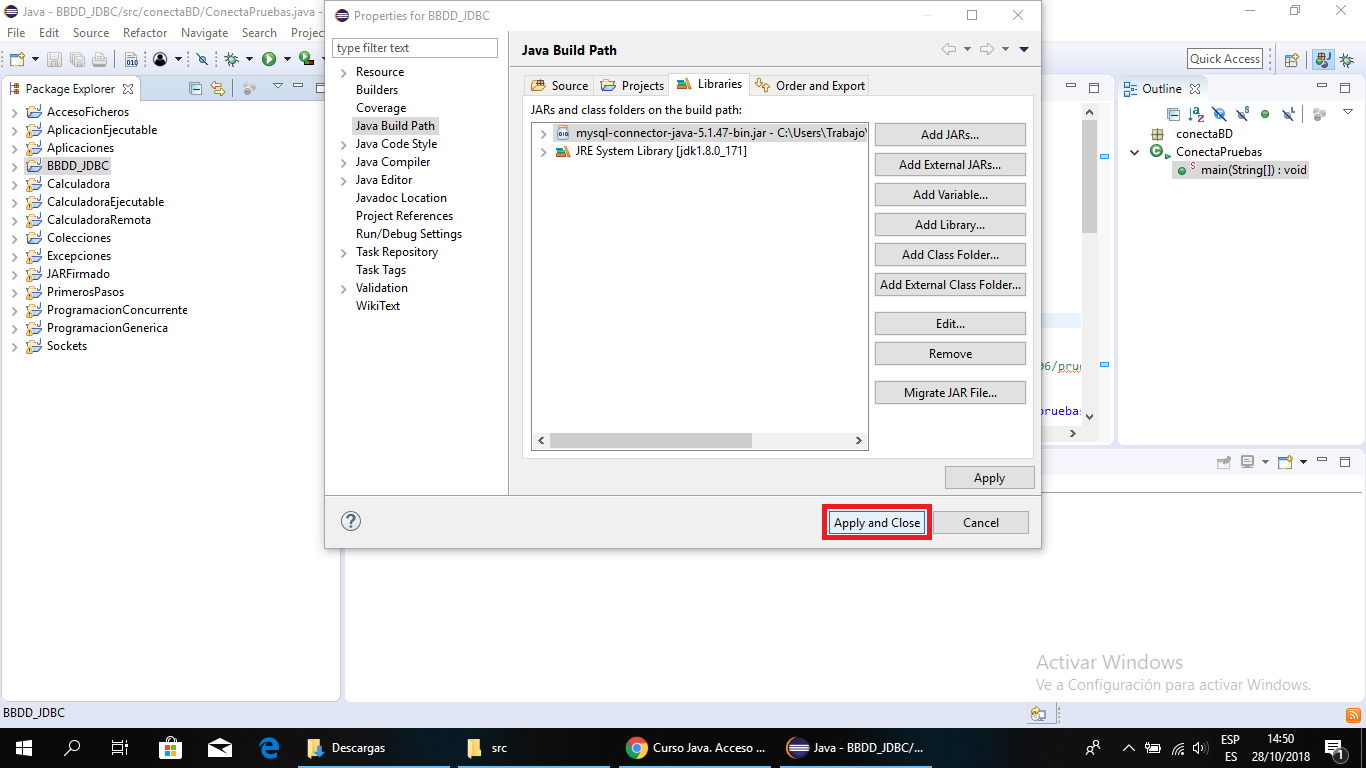 Java - BBDD_JDBC/src/conectaBD/ConectaPruebas.java -
File Edit Source Refactor Navigate Search Projec
Quick Access
Package Explorer
AccesoFicheros
AplicacionEjecutable
Aplicaciones
BBDD_JDBC
Calculadora
CalculadoraEjecutable
CalculadoraRemota
Colecciones
Excepciones
JARFirmado
PrimerosPasos
ProgramacionConcurrente
ProgramacionGenerica
Sockets
Properties for BBDD_JDBC
type filter text
Resource
Builders
Coverage
Java Build Path
Java Code Style
Java Compiler
Java Editor
Javadoc Location
Project References
Run/Debug Settings
Task Repository
Task Tags
Validation
WikiText
Java Build Path
Source Projects Libraries Order and Export
JARs and class folders on the build path:
mysql-connector-java-5.1.47-bin.jar - C:\Users\Trabajo\
JRE System Library [jdk1.8.0_171]
Add JARs...
Add External JARs...
Add Variable...
Add Library...
Add Class Folder...
Add External Class Folder...
Edit...
Remove
Migrate JAR File...
Apply
Apply and Close Cancel
06/prue
pruebas
Outline
conectaBD
ConectaPruebas
main(String[]) : void
Activar Windows
Ve a Configuración para activar Windows.
BBDD_JDBC
Descargas
src
Curso Java. Acceso ...
Java - BBDD_JDBC/...
ESP
ES
14:50
28/10/2018
1